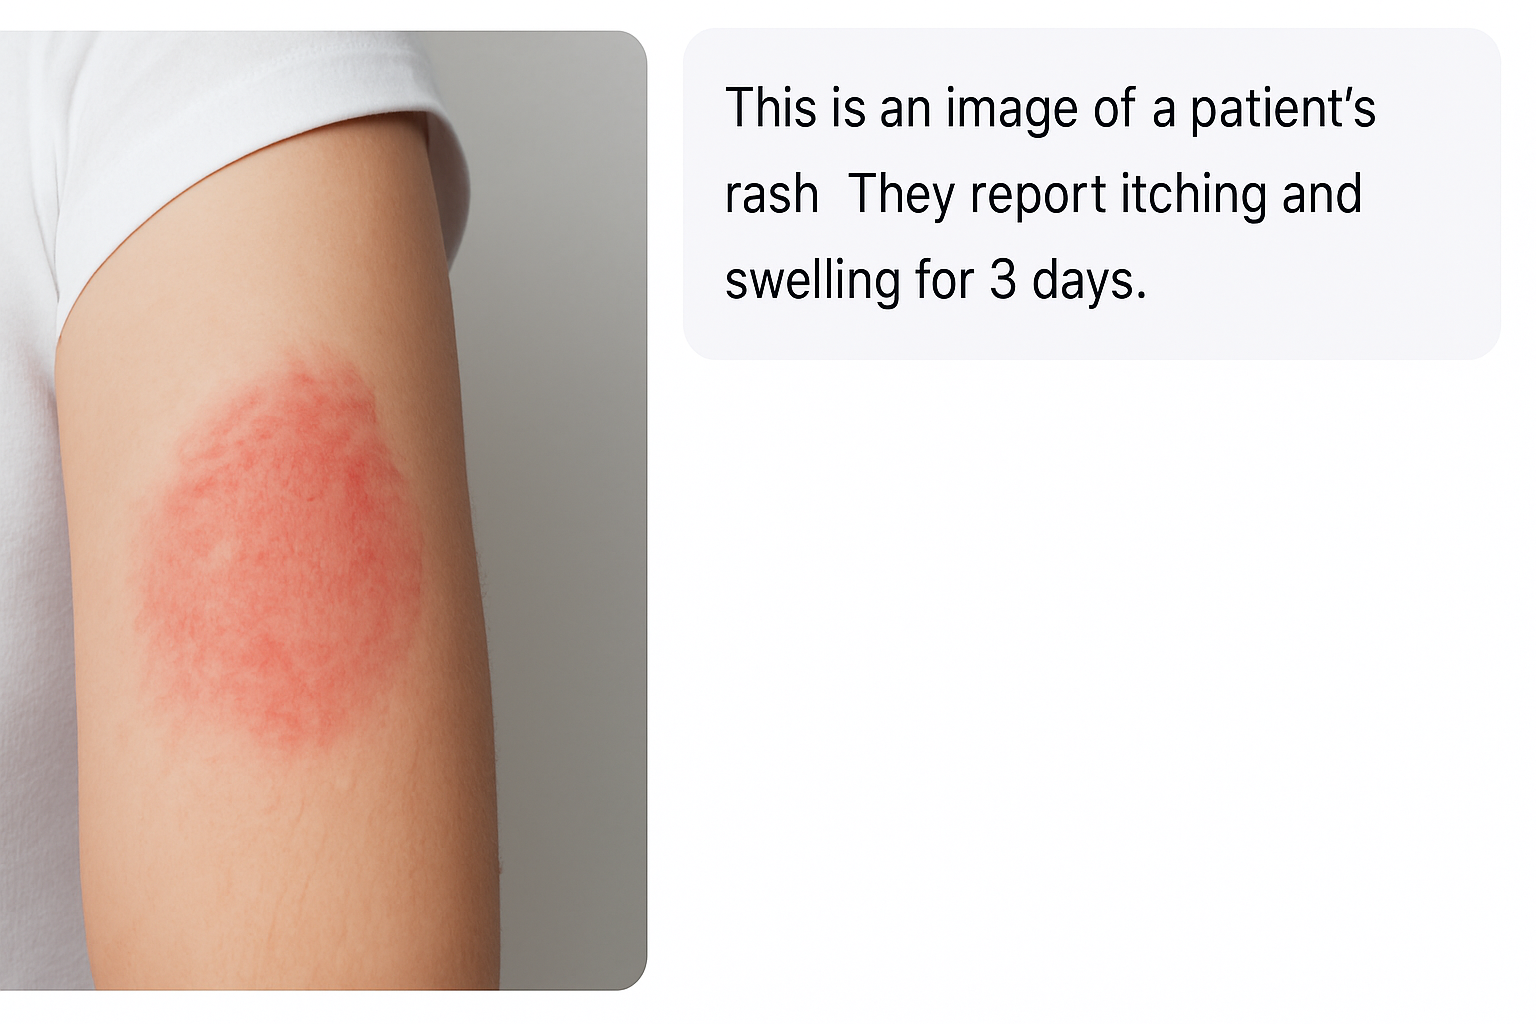 This is an image of a patient’s
rash  They report itching and
swelling for 3 days.